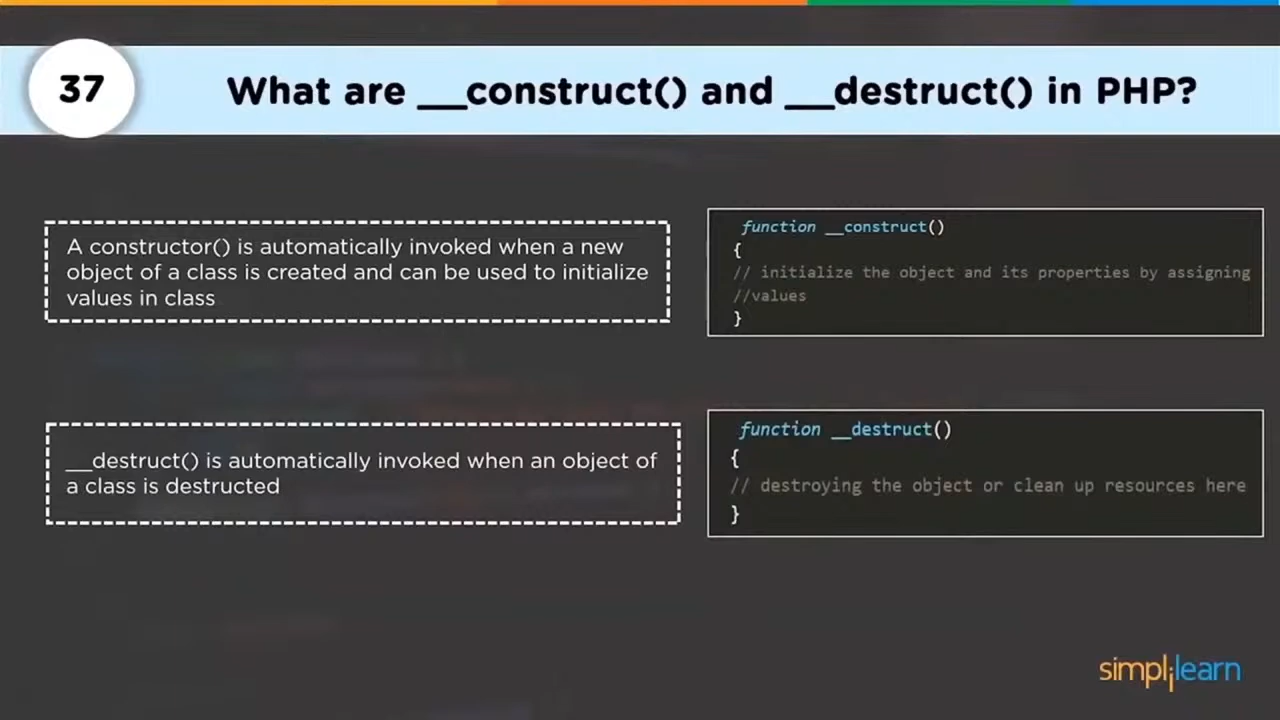 37
What are __construct() and __destruct() in PHP?
A constructor() is automatically invoked when a new
object of a class is created and can be used to initialize
values in class
function __construct()
{
// initialize the object and its properties by assigning
//values
}
__destruct() is automatically invoked when an object of
a class is destructed
function __destruct()
{
// destroying the object or clean up resources here
}
simplilearn